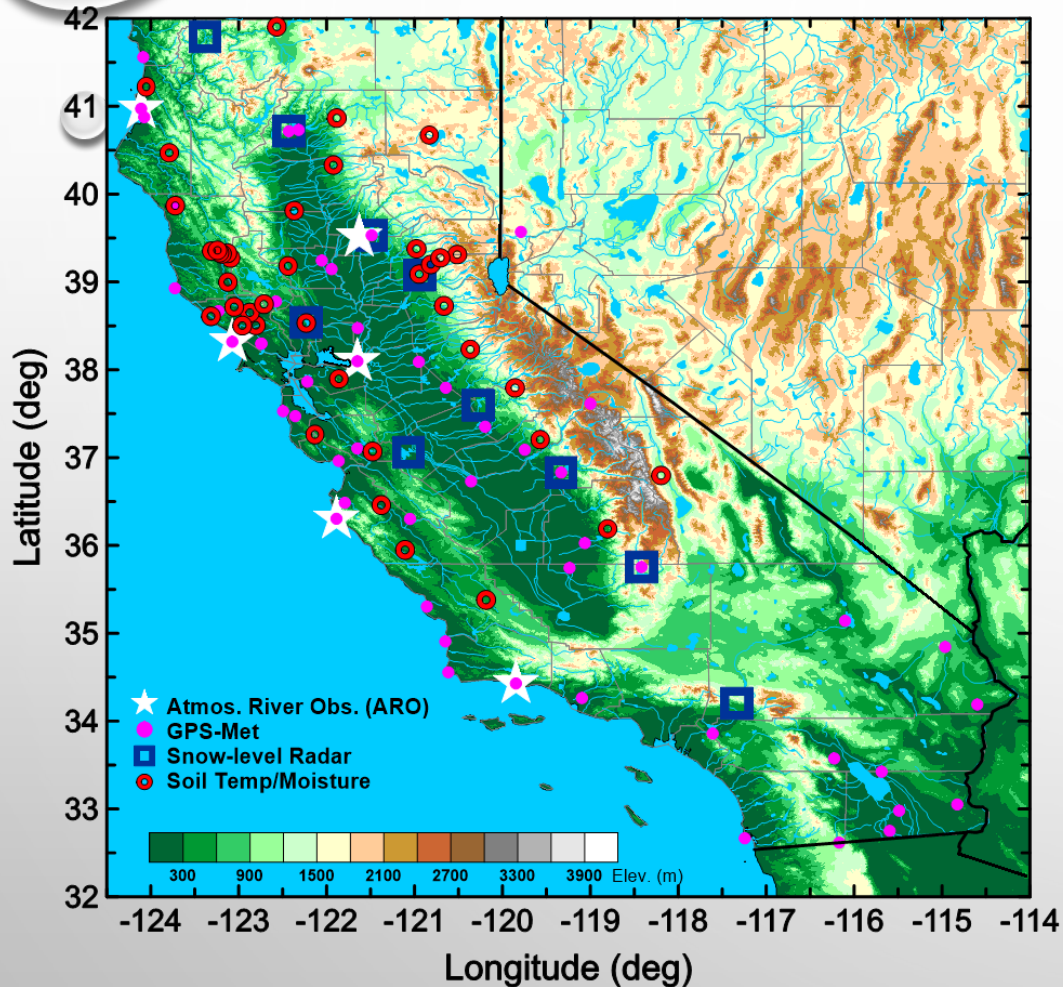 42
41
40
39
38
37
36
35
34
33
32
Latitude (deg)
Atmos. River Obs. (ARO)
GPS-Met
Snow-level Radar
Soil Temp/Moisture
300 900 1500 2100 2700 3300 3900 Elev. (m)
-124 -123 -122 -121 -120 -119 -118 -117 -116 -115 -114
Longitude (deg)